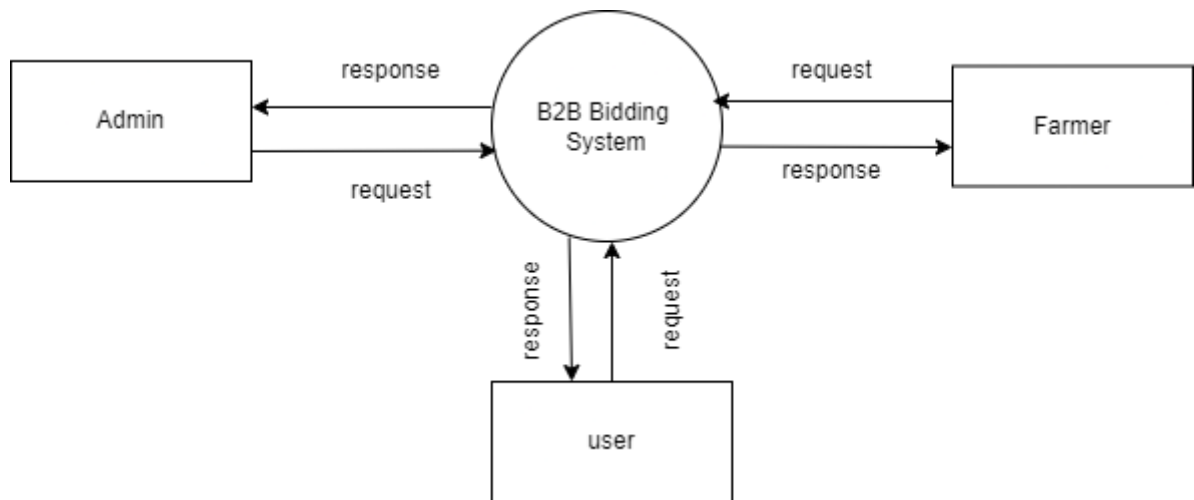 response
request
Admin
B2B Bidding
System
Farmer
request
response
response
request
user